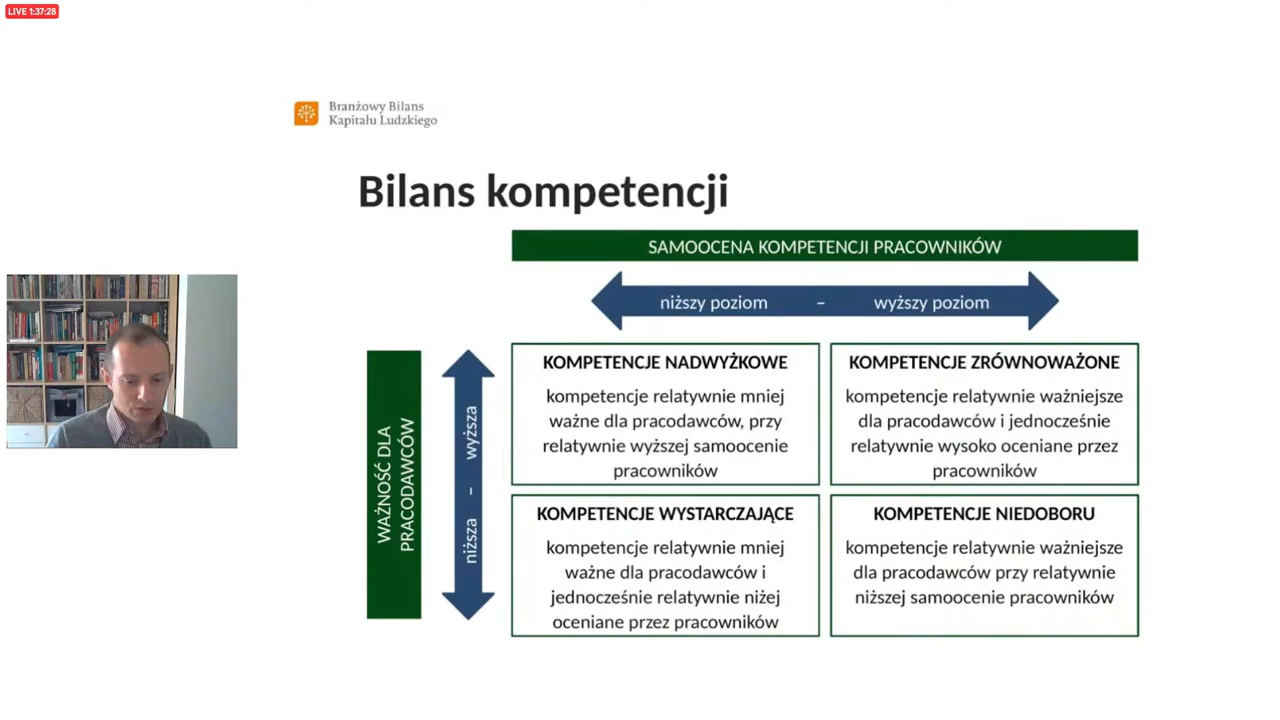 LIVE 1:37:28
Branżowy Bilans
Kapitału Ludzkiego
Bilans kompetencji
SAMOOCENA KOMPETENCJI PRACOWNIKÓW
niższy poziom – wyższy poziom
WAŻNOŚĆ DLA
PRACODAWCÓW
niższa – wyższa
KOMPETENCJE NADWYŻKOWE
kompetencje relatywnie mniej
ważne dla pracodawców, przy
relatywnie wyższej samoocenie
pracowników
KOMPETENCJE ZRÓWNOWAŻONE
kompetencje relatywnie ważniejsze
dla pracodawców i jednocześnie
relatywnie wysoko oceniane przez
pracowników
KOMPETENCJE WYSTARCZAJĄCE
kompetencje relatywnie mniej
ważne dla pracodawców i
jednocześnie relatywnie niżej
oceniane przez pracowników
KOMPETENCJE NIEDOBORU
kompetencje relatywnie ważniejsze
dla pracodawców przy relatywnie
niższej samoocenie pracowników